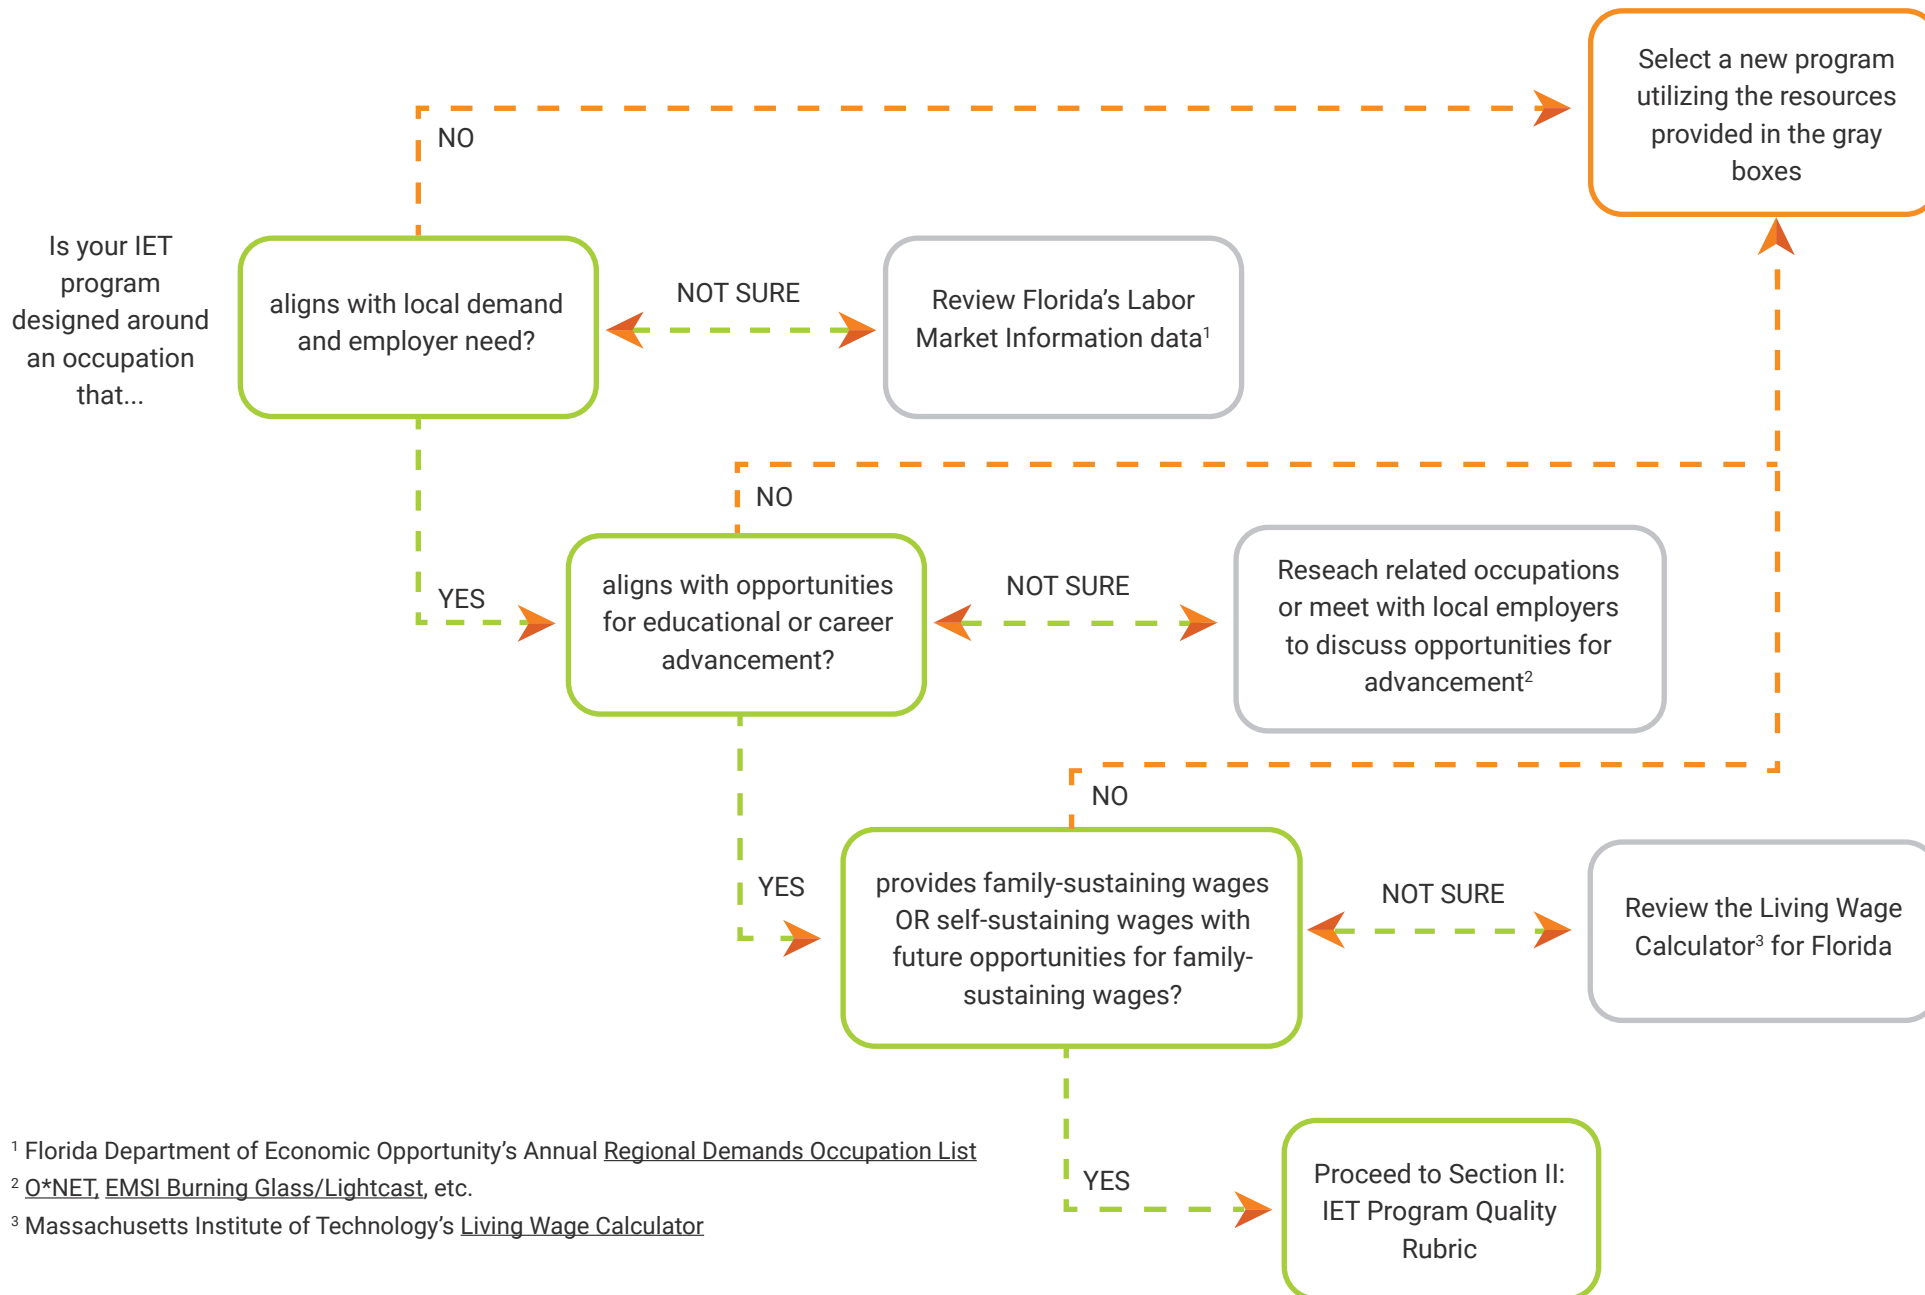 Select a new program
utilizing the resources
provided in the gray
boxes
NO
Is your IET
program
designed around
an occupation
that...
aligns with local demand
and employer need?
NOT SURE
Review Florida’s Labor
Market Information data¹
NO
YES
aligns with opportunities
for educational or career
advancement?
NOT SURE
Reseach related occupations
or meet with local employers
to discuss opportunities for
advancement²
NO
YES
provides family-sustaining wages
OR self-sustaining wages with
future opportunities for family-
sustaining wages?
NOT SURE
Review the Living Wage
Calculator³ for Florida
YES
Proceed to Section II:
IET Program Quality
Rubric
¹ Florida Department of Economic Opportunity’s Annual Regional Demands Occupation List
² O*NET, EMSI Burning Glass/Lightcast, etc.
³ Massachusetts Institute of Technology’s Living Wage Calculator